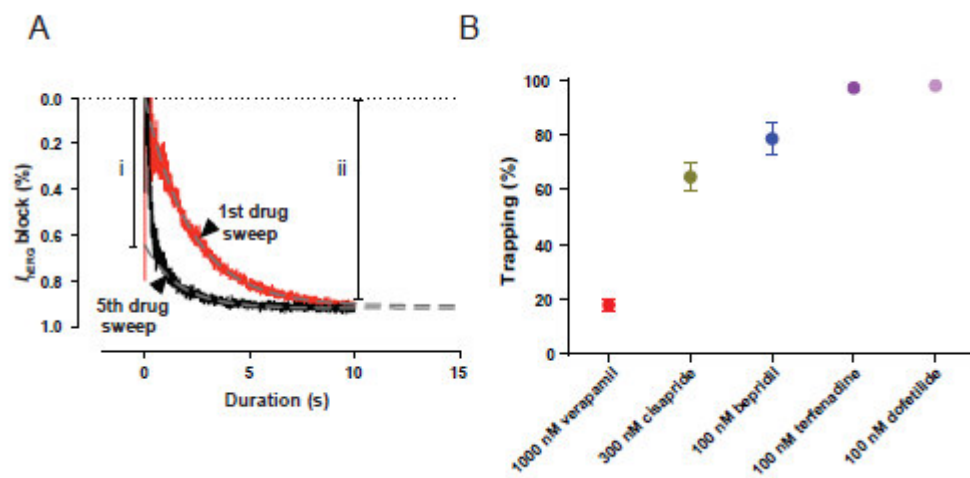 A
0.0
0.2
0.4
0.6
0.8
1.0
I hERG block (%)
i
ii
1st drug
sweep
5th drug
sweep
0
5
10
15
Duration (s)
B
100
80
60
40
20
0
Trapping (%)
1000 nM verapamil
300 nM cisapride
100 nM bepridil
100 nM terfenadine
100 nM dofetilide